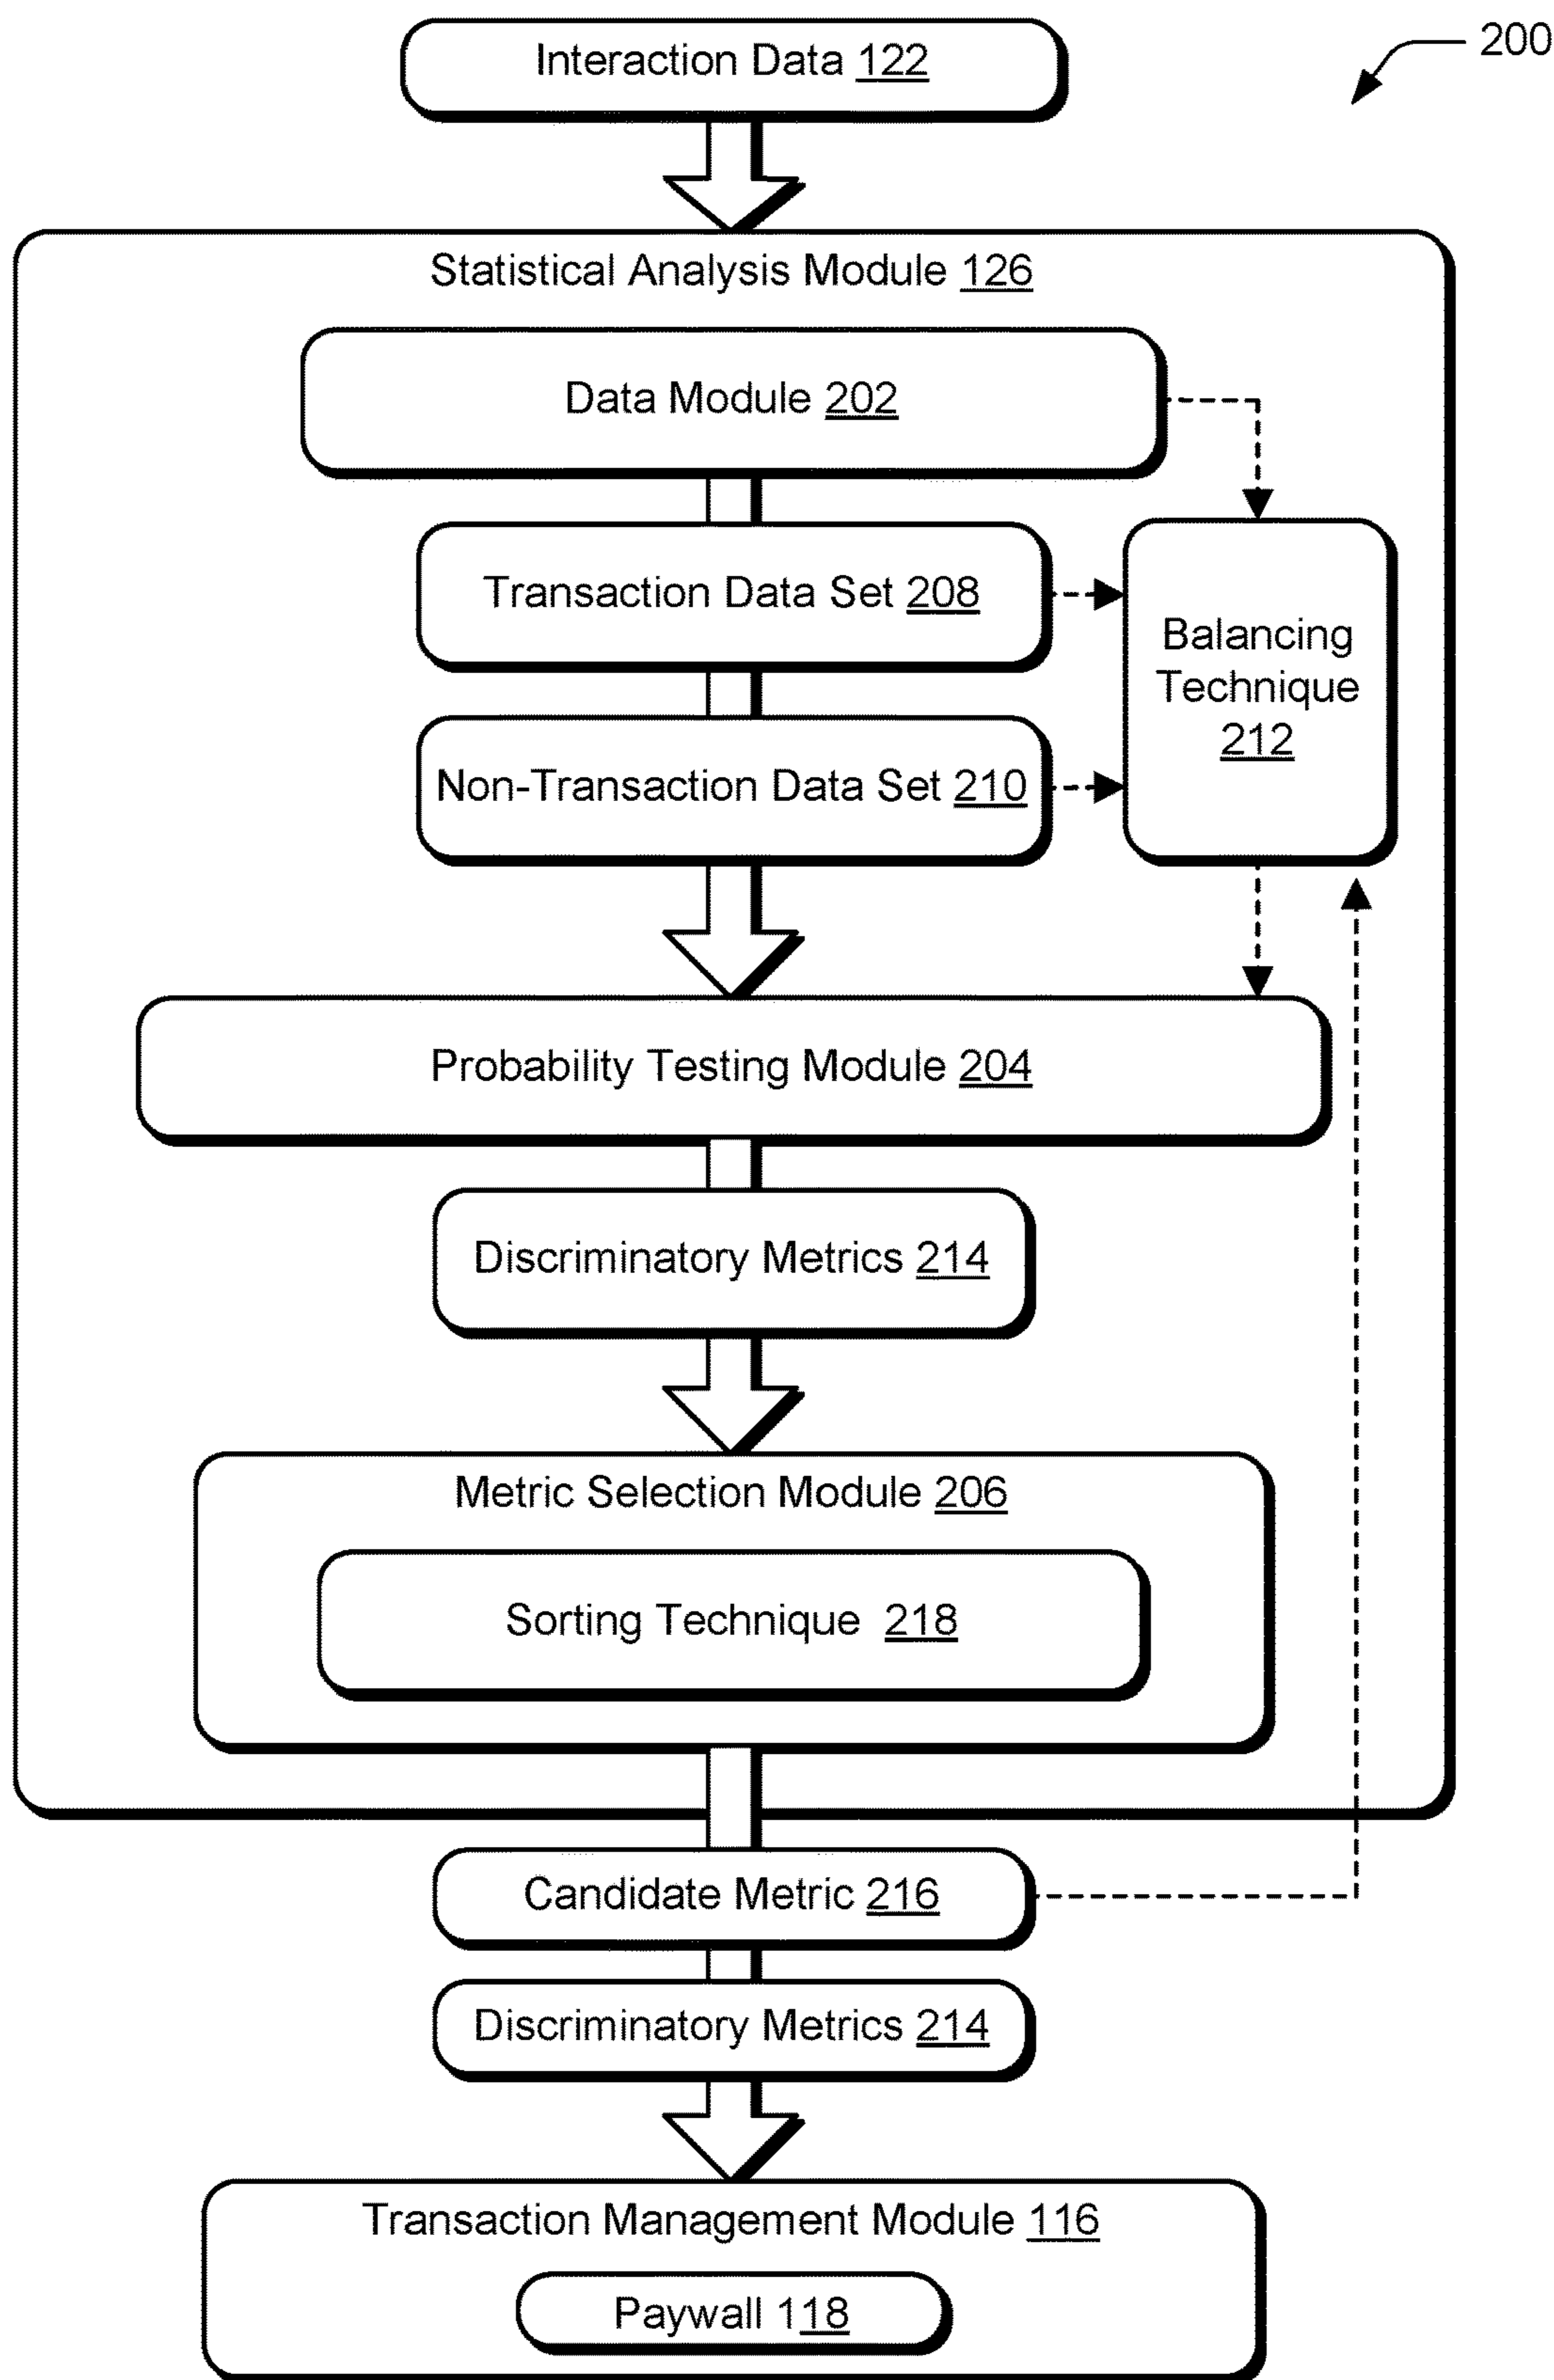 Interaction Data 122
200
Statistical Analysis Module 126
Data Module 202
Transaction Data Set 208
Balancing
Technique
212
Non-Transaction Data Set 210
Probability Testing Module 204
Discriminatory Metrics 214
Metric Selection Module 206
Sorting Technique 218
Candidate Metric 216
Discriminatory Metrics 214
Transaction Management Module 116
Paywall 118